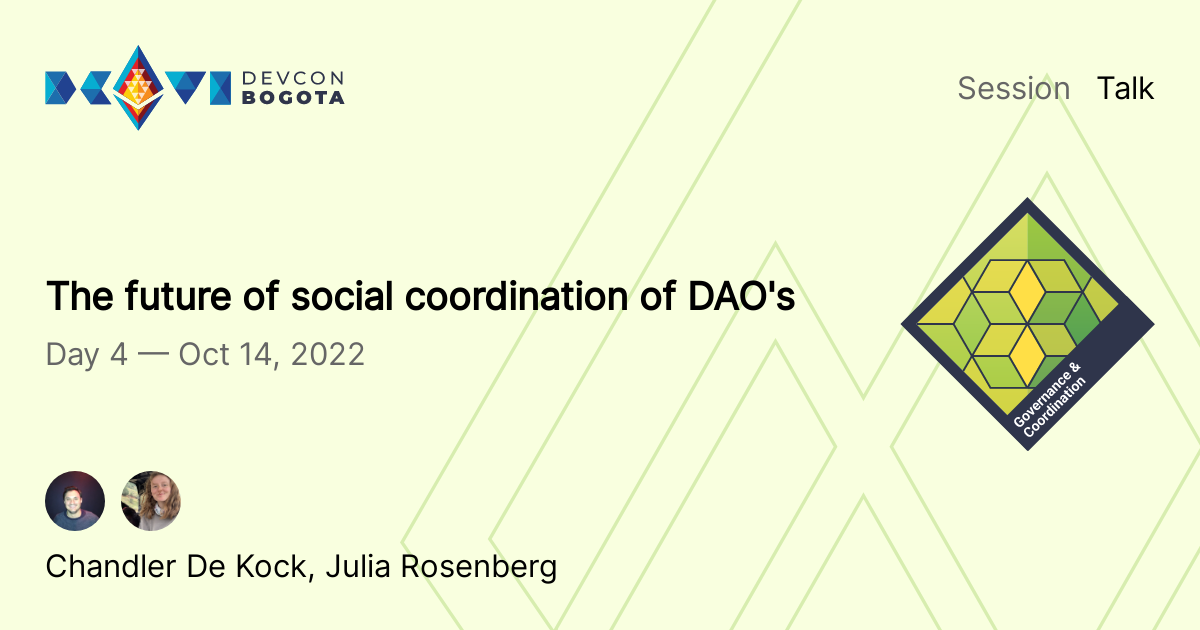 DEVCON
BOGOTA
Session Talk
The future of social coordination of DAO's
Day 4 — Oct 14, 2022
Governance &
Coordination
Chandler De Kock, Julia Rosenberg